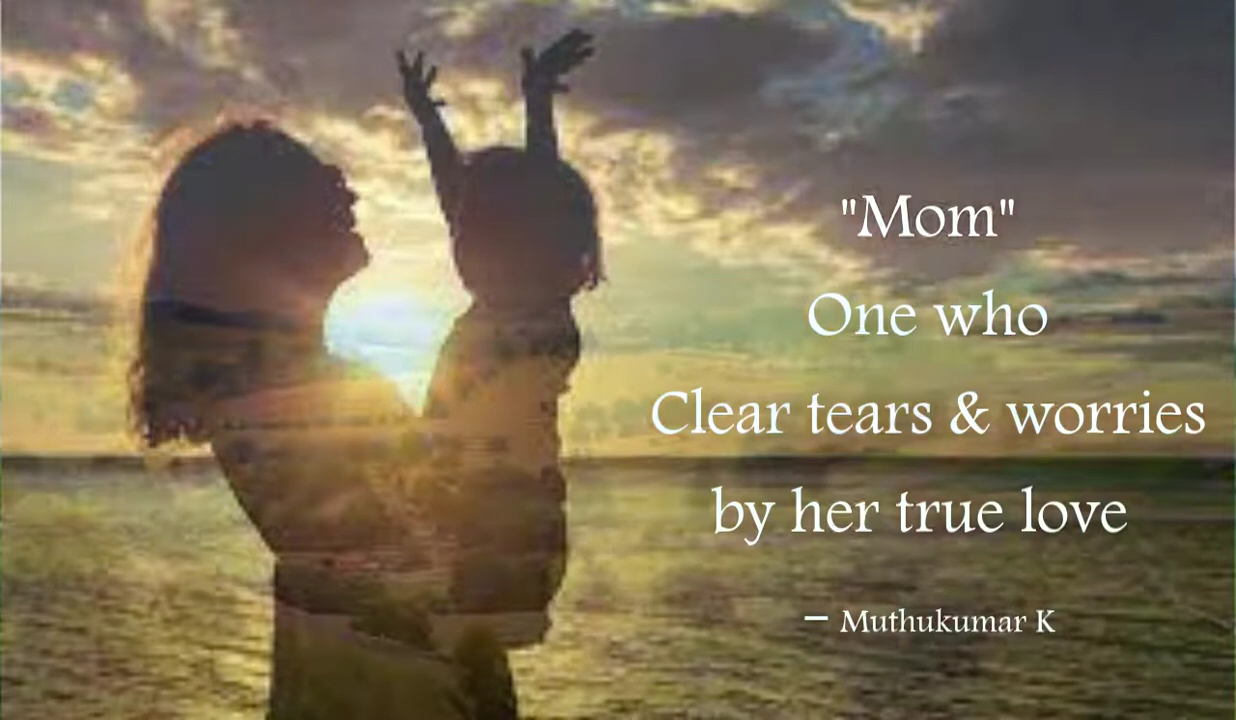 "Mom"
One who
Clear tears & worries
by her true love
– Muthukumar K